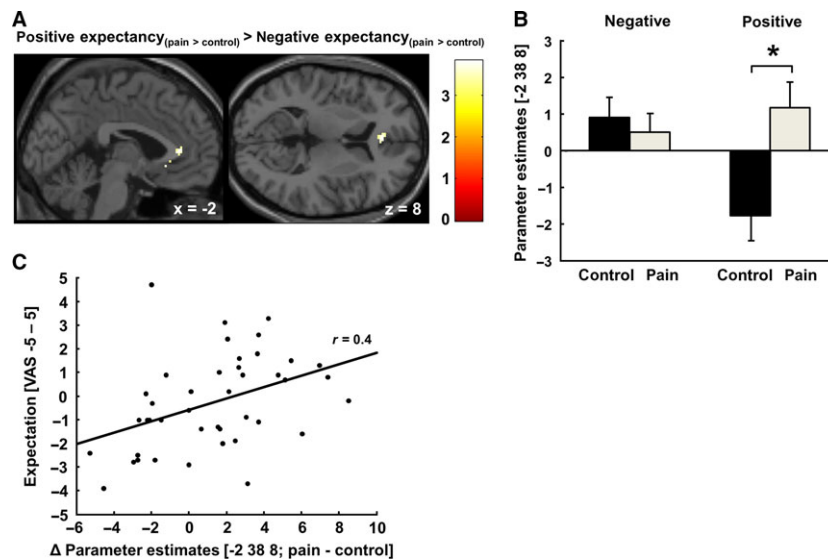 A
Positive expectancy(pain > control) > Negative expectancy(pain > control)
x = -2
z = 8
3
2
1
0
B
Negative Positive
Parameter estimates [-2 38 8]
3
2
1
0
−1
−2
−3
*
Control Pain Control Pain
C
Expectation [VAS -5 – 5]
5
4
3
2
1
0
−1
−2
−3
−4
−5
r = 0.4
−6 −4 −2 0 2 4 6 8 10
Δ Parameter estimates [-2 38 8; pain - control]